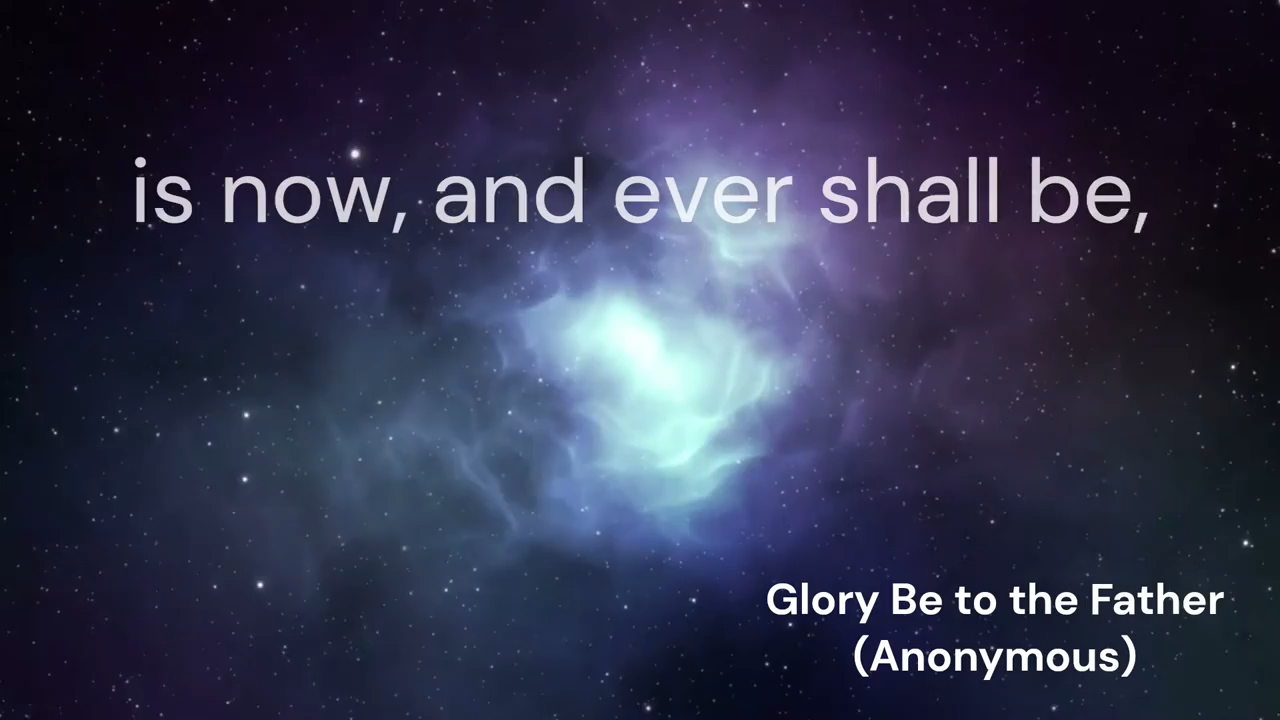 is now, and ever shall be,
Glory Be to the Father
(Anonymous)